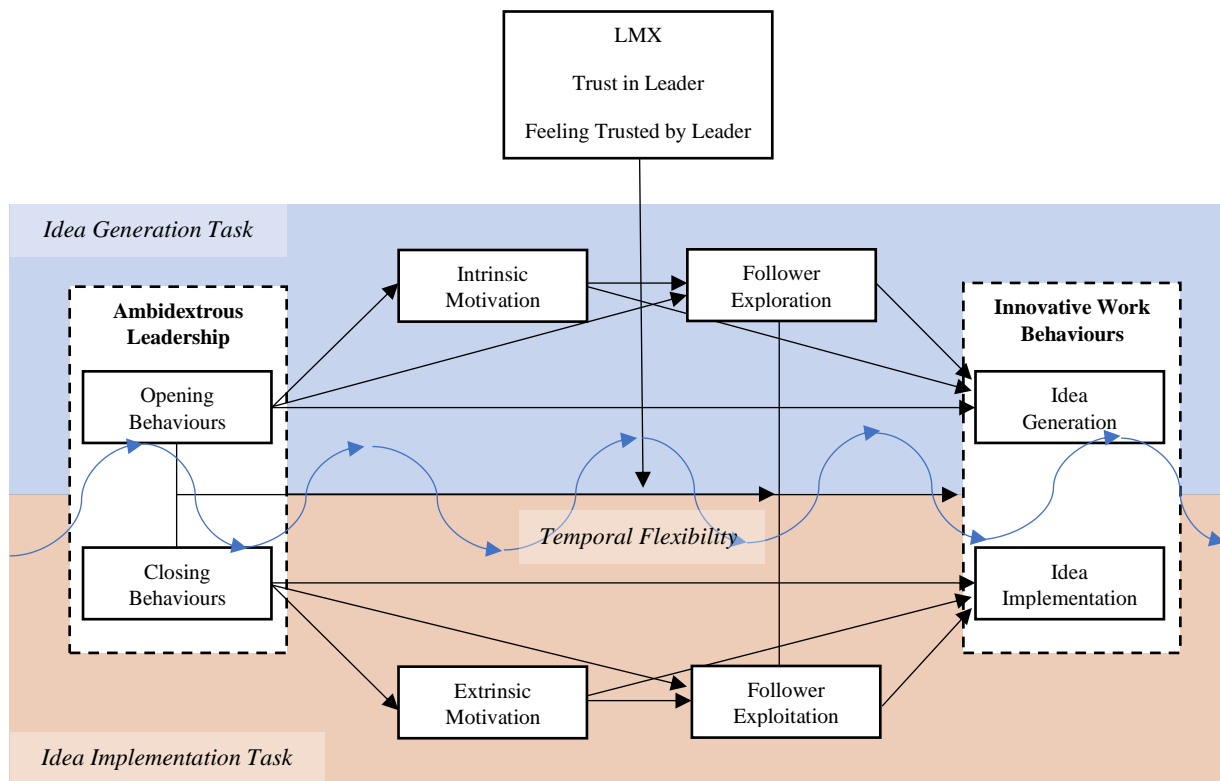 LMX
Trust in Leader
Feeling Trusted by Leader
Idea Generation Task
Intrinsic
Motivation
Follower
Exploration
Ambidextrous
Leadership
Innovative Work
Behaviours
Opening
Behaviours
Idea
Generation
Temporal Flexibility
Closing
Behaviours
Idea
Implementation
Extrinsic
Motivation
Follower
Exploitation
Idea Implementation Task